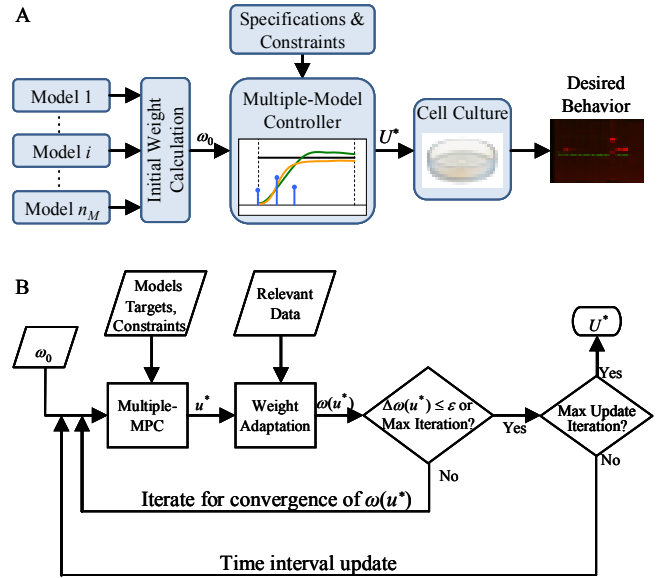 A
Specifications &
Constraints
Model 1
Model i
Model nM
Initial Weight
Calculation
ω0
Multiple-Model
Controller
U*
Cell Culture
Desired
Behavior
B
Models
Targets,
Constraints
Relevant
Data
ω0
U*
Multiple-
MPC
u*
Weight
Adaptation
ω(u*)
Δω(u*) ≤ ε or
Max Iteration?
Yes
No
Max Update
Iteration?
Yes
No
Iterate for convergence of ω(u*)
Time interval update